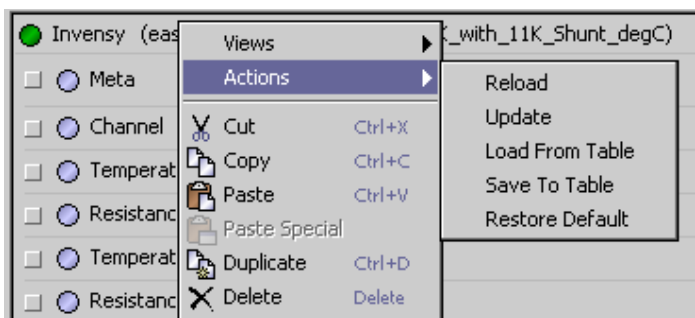 Invensy (eas
K_with_11K_Shunt_degC)
Meta
Channel
Temperat
Resistanc
Temperat
Resistanc
Views
Actions
Cut Ctrl+X
Copy Ctrl+C
Paste Ctrl+V
Paste Special
Duplicate Ctrl+D
Delete Delete
Reload
Update
Load From Table
Save To Table
Restore Default